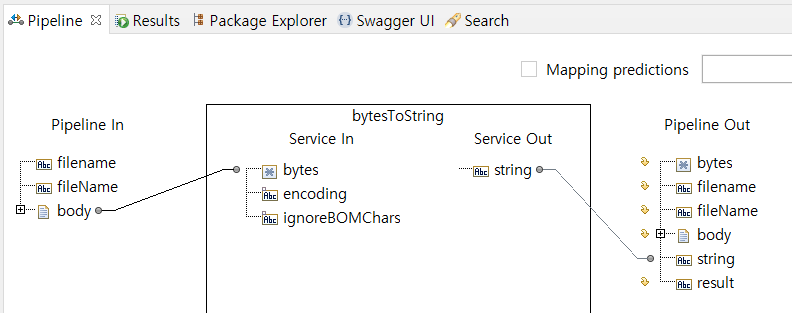 Pipeline Results Package Explorer Swagger UI Search
Mapping predictions
bytesToString
Pipeline In Service In Service Out Pipeline Out
filename bytes string bytes
fileName encoding filename
body ignoreBOMChars fileName
body
string
result